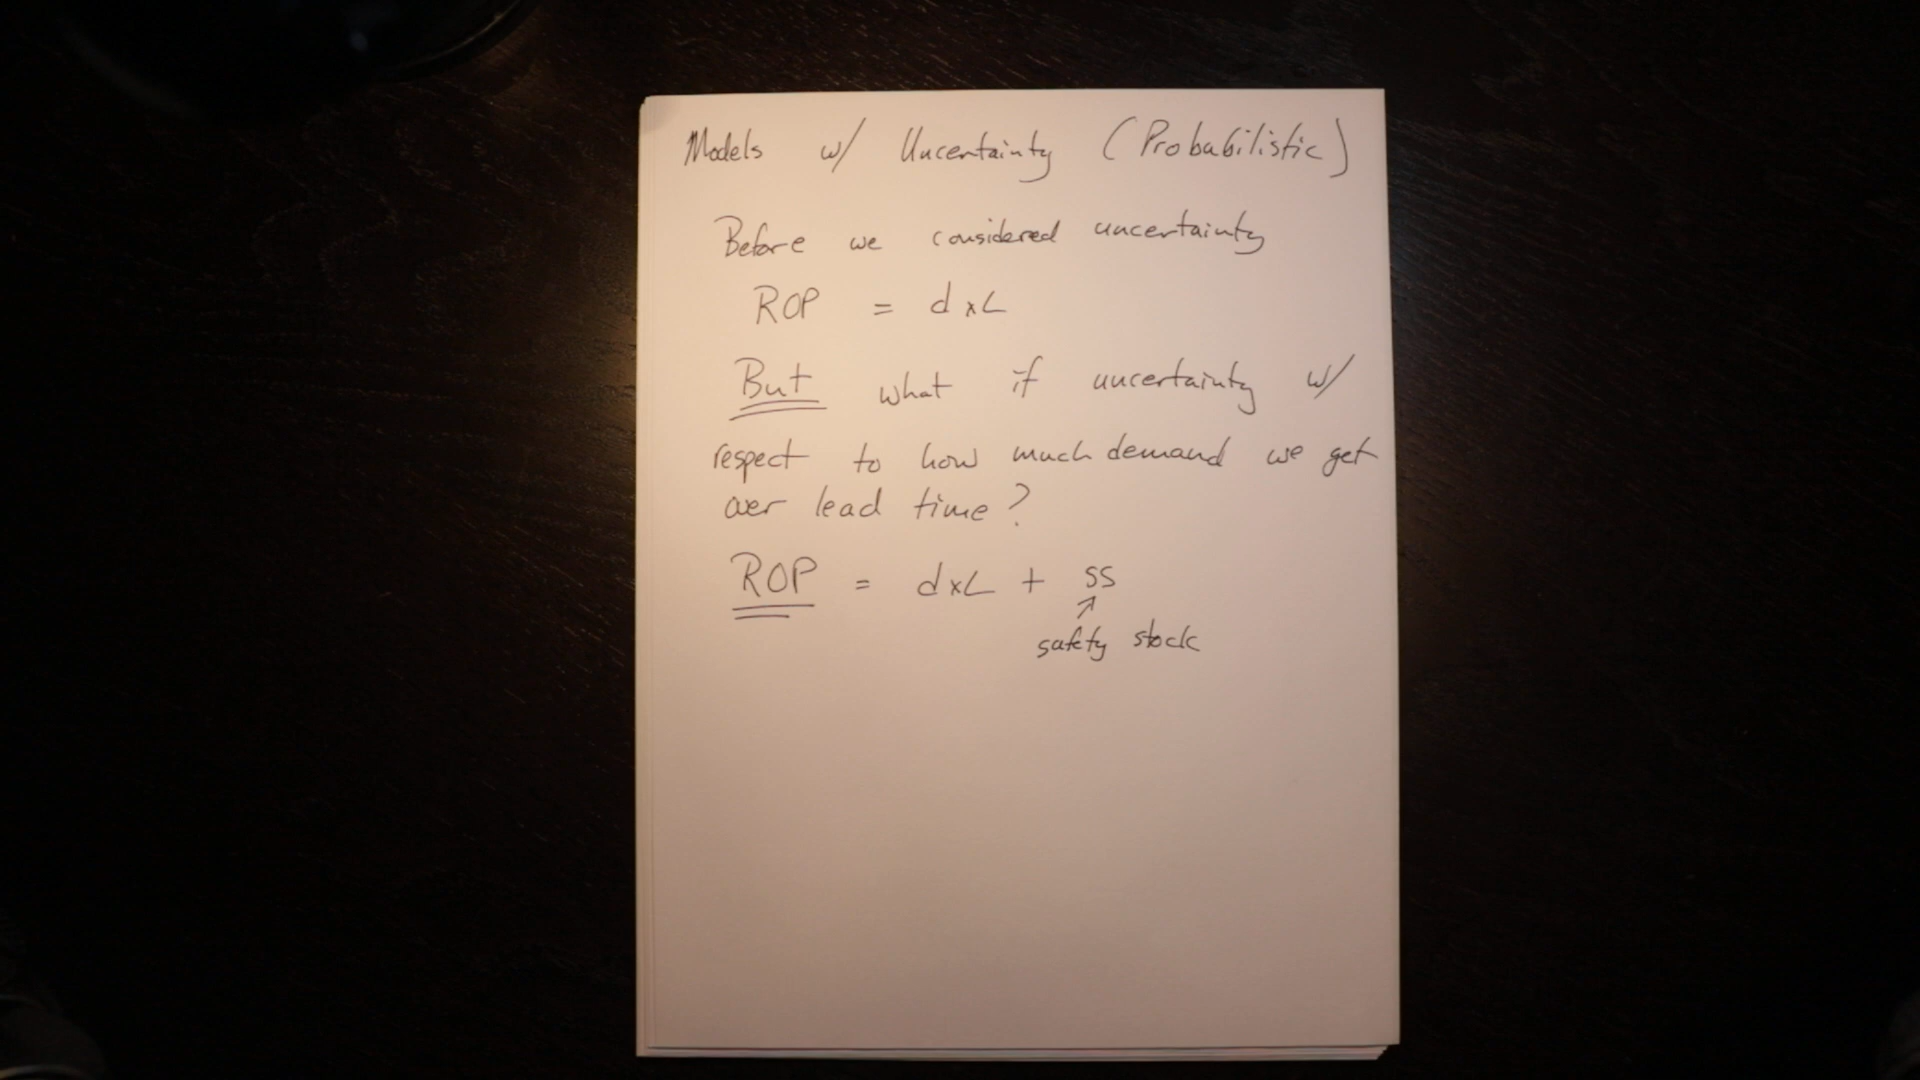 Models w/ Uncertainty (Probabilistic)
Before we considered uncertainty
ROP = d x L
But what if uncertainty w/
respect to how much demand we get
over lead time?
ROP = d x L + SS
safety stock